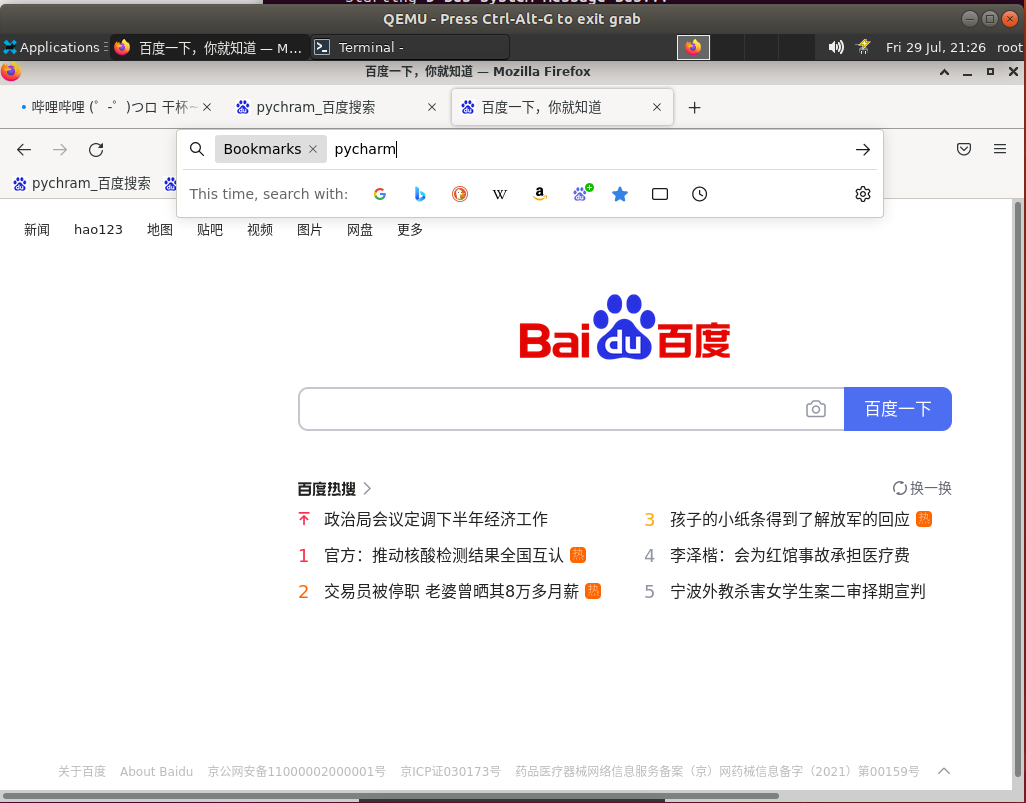 QEMU - Press Ctrl-Alt-G to exit grab
Applications 百度一下，你就知道 — M... Terminal - Fri 29 Jul, 21:26 root
百度一下，你就知道 — Mozilla Firefox
哔哩哔哩 (゜-゜)つロ 干杯~ pychram_百度搜索 百度一下，你就知道
Bookmarks pycharm
pychram_百度搜索 This time, search with:
新闻 hao123 地图 贴吧 视频 图片 网盘 更多
Bai du 百度
百度一下
百度热搜 换一换
政治局会议定调下半年经济工作 3 孩子的小纸条得到了解放军的回应 热
1 官方：推动核酸检测结果全国互认 热 4 李泽楷：会为红馆事故承担医疗费
2 交易员被停职 老婆曾晒其8万多月薪 热 5 宁波外教杀害女学生案二审择期宣判
关于百度 About Baidu 京公网安备11000002000001号 京ICP证030173号 药品医疗器械网络信息服务备案（京）网药械信息备字（2021）第00159号